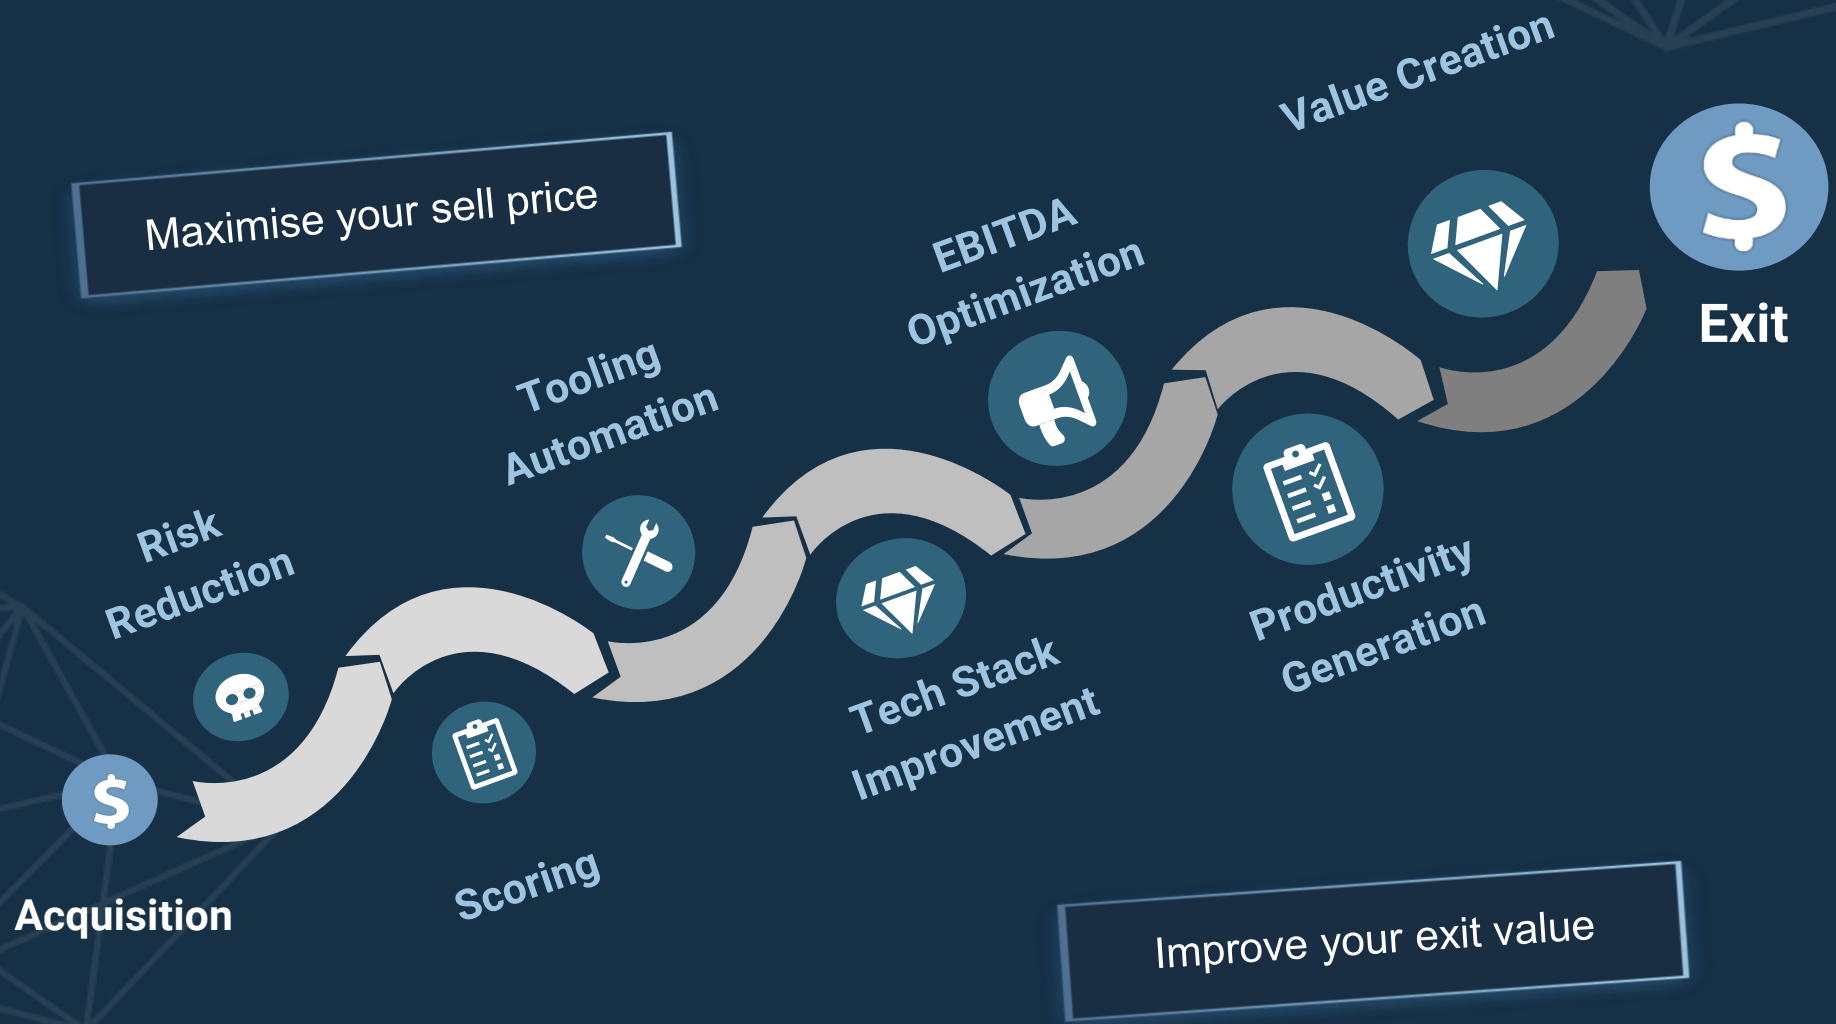 Value Creation
Maximise your sell price
EBITDA
Optimization
Exit
Tooling
Automation
Risk
Reduction
Productivity
Generation
Tech Stack
Improvement
Scoring
Acquisition
Improve your exit value